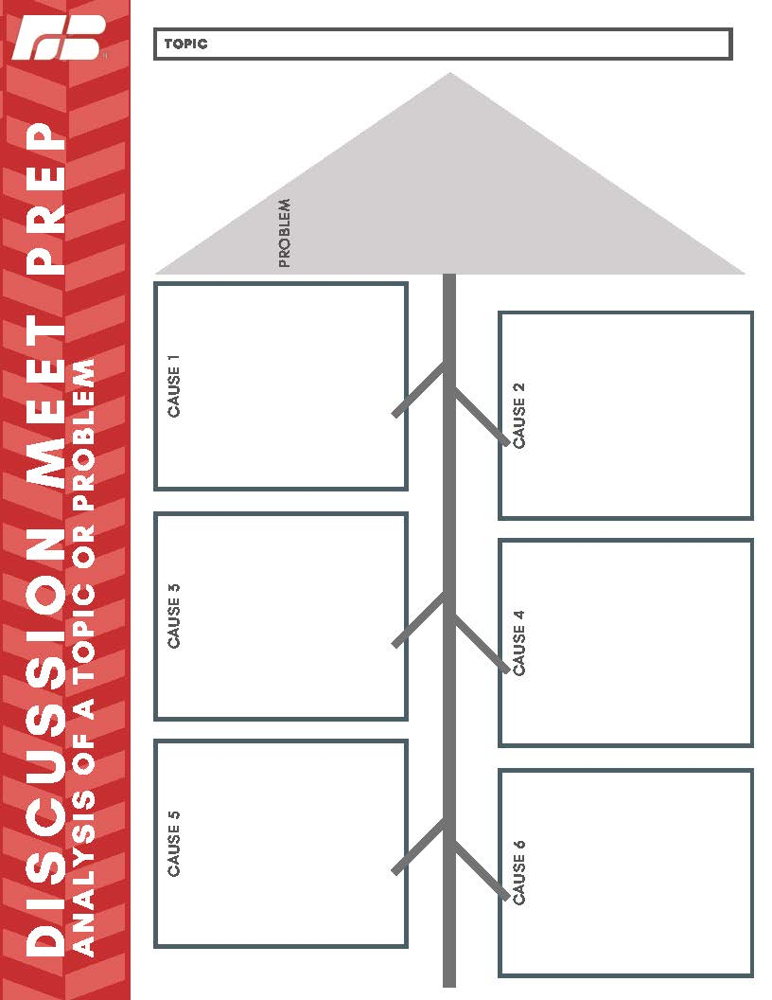 DISCUSSION MEET PREP
ANALYSIS OF A TOPIC OR PROBLEM
TOPIC
PROBLEM
CAUSE 1
CAUSE 2
CAUSE 3
CAUSE 4
CAUSE 5
CAUSE 6